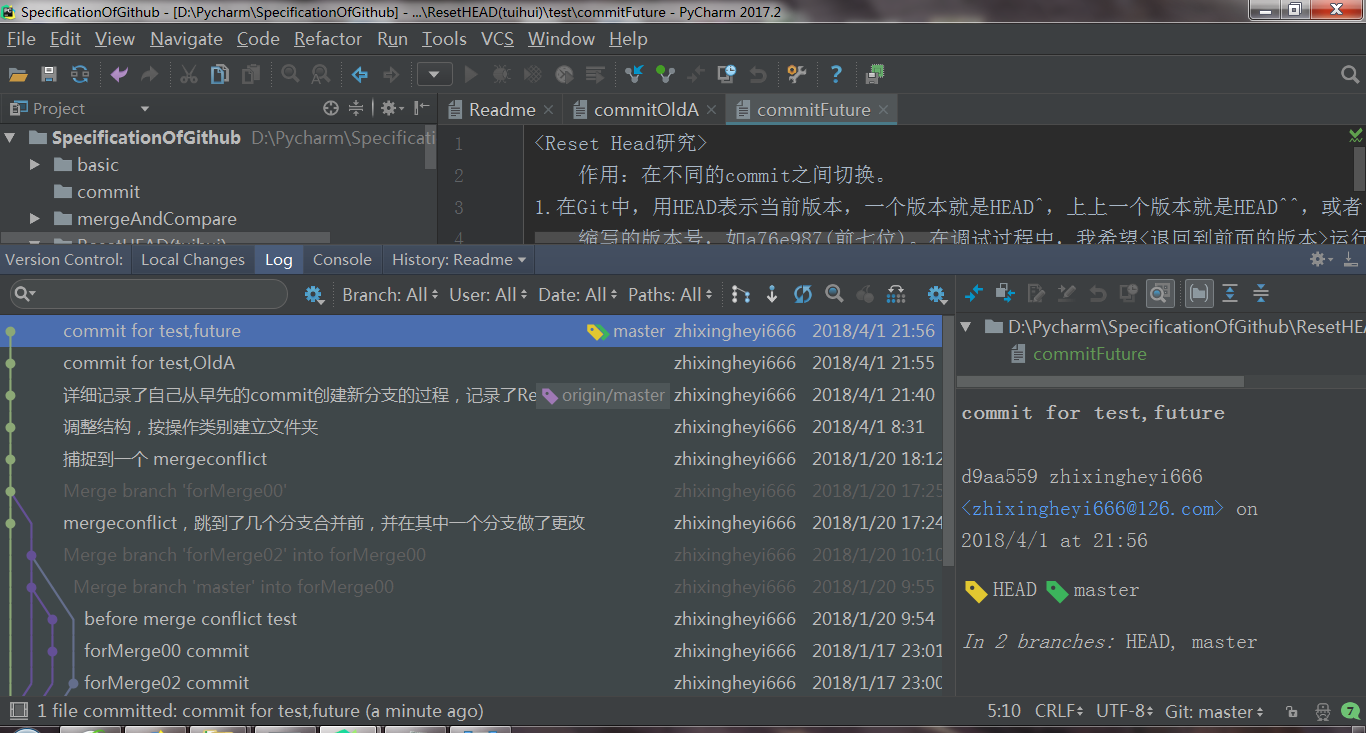 SpecificationOfGithub - [D:\Pycharm\SpecificationOfGithub] - ...\ResetHEAD(tuihui)\test\commitFuture - PyCharm 2017.2
File Edit View Navigate Code Refactor Run Tools VCS Window Help
Project
Readme commitOldA commitFuture
SpecificationOfGithub D:\Pycharm\Specificati
basic
commit
mergeAndCompare
ResetHEAD(tuihui)
1 <Reset Head研究>
2 作用：在不同的commit之间切换。
3 1.在Git中，用HEAD表示当前版本，一个版本就是HEAD^，上上一个版本就是HEAD^^，或者
4 缩写的版本号，如a76e987(前七位)。在调试过程中，我希望<退回到前面的版本>运行
Version Control: Local Changes Log Console History: Readme
Branch: All User: All Date: All Paths: All
commit for test,future master zhixingheyi666 2018/4/1 21:56
commit for test,OldA zhixingheyi666 2018/4/1 21:55
详细记录了自己从早先的commit创建新分支的过程，记录了Re origin/master zhixingheyi666 2018/4/1 21:40
调整结构，按操作类别建立文件夹 zhixingheyi666 2018/4/1 8:31
捕捉到一个 mergeconflict zhixingheyi666 2018/1/20 18:12
Merge branch 'forMerge00' zhixingheyi666 2018/1/20 17:25
mergeconflict，跳到了几个分支合并前，并在其中一个分支做了更改 zhixingheyi666 2018/1/20 17:24
Merge branch 'forMerge02' into forMerge00 zhixingheyi666 2018/1/20 10:10
Merge branch 'master' into forMerge00 zhixingheyi666 2018/1/20 9:55
before merge conflict test zhixingheyi666 2018/1/20 9:54
forMerge00 commit zhixingheyi666 2018/1/17 23:01
forMerge02 commit zhixingheyi666 2018/1/17 23:00
D:\Pycharm\SpecificationOfGithub\ResetHEA
commitFuture
commit for test,future
d9aa559 zhixingheyi666
<zhixingheyi666@126.com> on
2018/4/1 at 21:56
HEAD master
In 2 branches: HEAD, master
1 file committed: commit for test,future (a minute ago) 5:10 CRLF UTF-8 Git: master 7